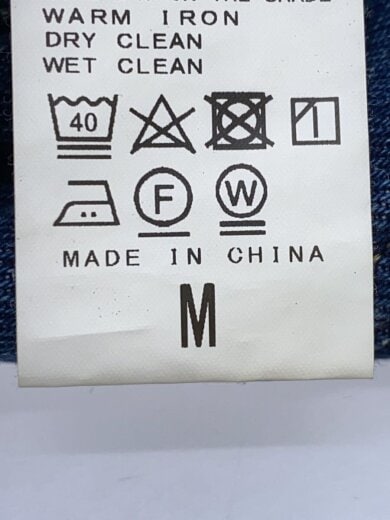 WARM IRON
DRY CLEAN
WET CLEAN
40
F W
MADE IN CHINA
M